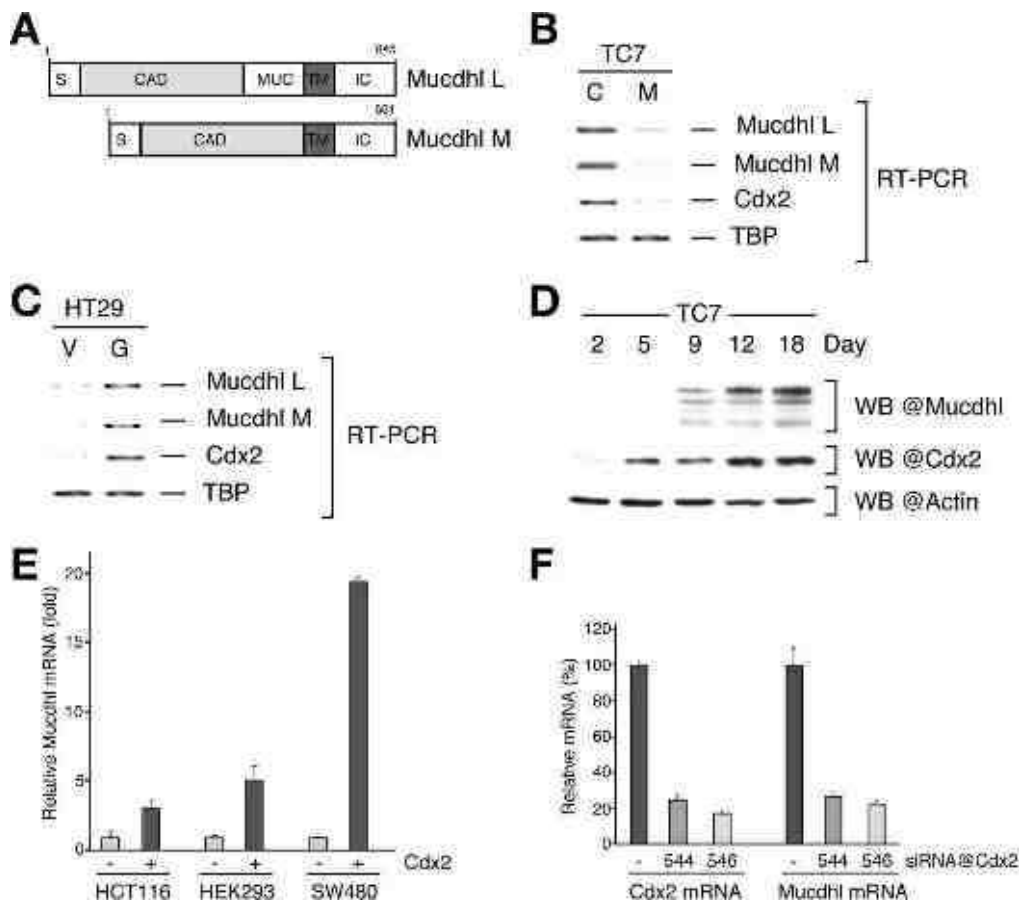 A
1
S CAD MUC TM IC Mucdhl L
1
S CAD TM IC Mucdhl M
B
TC7
C M
Mucdhl L
Mucdhl M
Cdx2
TBP
RT-PCR
C
HT29
V G
Mucdhl L
Mucdhl M
Cdx2
TBP
RT-PCR
D
TC7
2 5 9 12 18 Day
WB @Mucdhl
WB @Cdx2
WB @Actin
E
Relative Mucdhl mRNA (fold)
20
15
10
5
0
- + - + - + Cdx2
HCT116 HEK293 SW480
F
Relative mRNA (%)
120
100
80
60
40
20
0
- 544 546 - 544 546 siRNA@Cdx2
Cdx2 mRNA Mucdhl mRNA